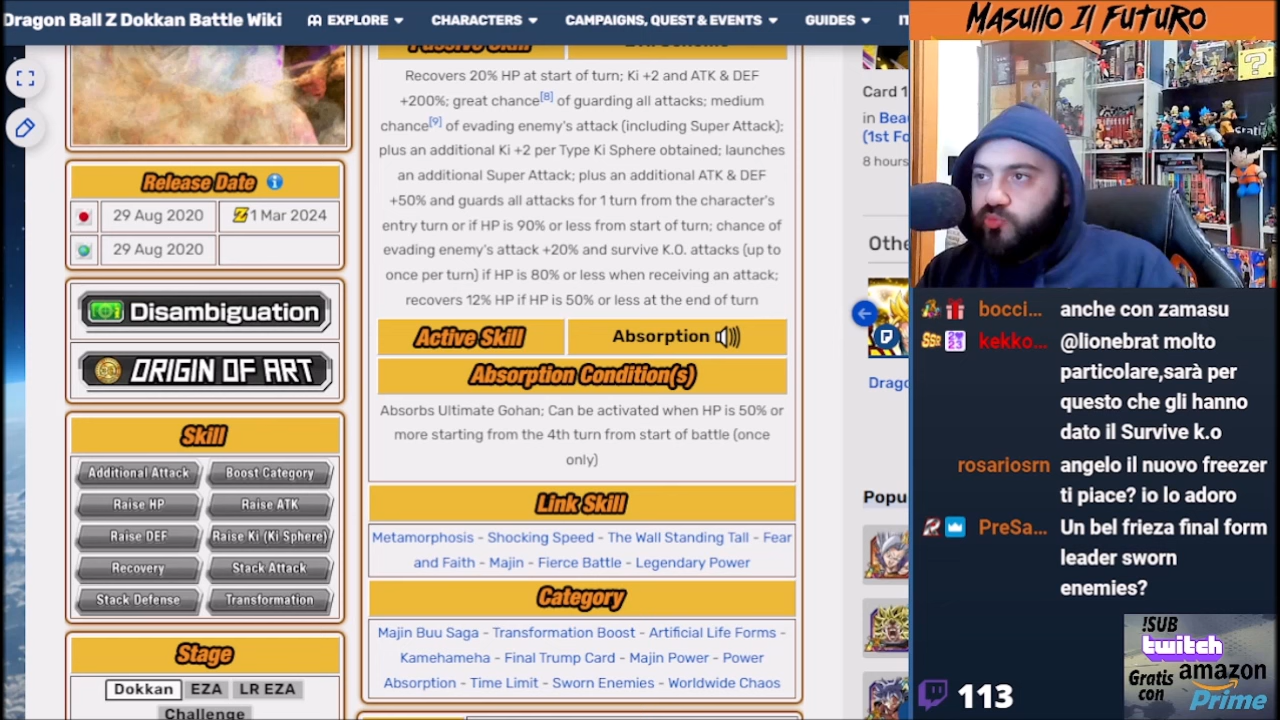 Dragon Ball Z Dokkan Battle Wiki
EXPLORE
CHARACTERS
CAMPAIGNS, QUEST & EVENTS
GUIDES
MASULLO IL FUTURO
Passive Skill
Recovers 20% HP at start of turn; Ki +2 and ATK & DEF
+200%; great chance[8] of guarding all attacks; medium
chance[9] of evading enemy's attack (including Super Attack);
plus an additional Ki +2 per Type Ki Sphere obtained; launches
an additional Super Attack; plus an additional ATK & DEF
+50% and guards all attacks for 1 turn from the character's
entry turn or if HP is 90% or less from start of turn; chance of
evading enemy's attack +20% and survive K.O. attacks (up to
once per turn) if HP is 80% or less when receiving an attack;
recovers 12% HP if HP is 50% or less at the end of turn
Active Skill
Absorption
Absorption Condition(s)
Absorbs Ultimate Gohan; Can be activated when HP is 50% or
more starting from the 4th turn from start of battle (once
only)
Link Skill
Metamorphosis - Shocking Speed - The Wall Standing Tall - Fear
and Faith - Majin - Fierce Battle - Legendary Power
Category
Majin Buu Saga - Transformation Boost - Artificial Life Forms -
Kamehameha - Final Trump Card - Majin Power - Power
Absorption - Time Limit - Sworn Enemies - Worldwide Chaos
Release Date
29 Aug 2020
Z 1 Mar 2024
29 Aug 2020
Disambiguation
ORIGIN OF ART
Skill
Additional Attack
Boost Category
Raise HP
Raise ATK
Raise DEF
Raise Ki (Ki Sphere)
Recovery
Stack Attack
Stack Defense
Transformation
Stage
Dokkan
EZA
LR EZA
Challenge
Card 1
in Beau
(1st Fo
8 hours
Othe
Drago
Popu
bocci... anche con zamasu
kekko... @lionebrat molto
particolare,sarà per
questo che gli hanno
dato il Survive k.o
rosariosrn angelo il nuovo freezer
ti piace? io lo adoro
PreSa... Un bel frieza final form
leader sworn
enemies?
113
!SUB
twitch
Gratis
con
amazon
Prime